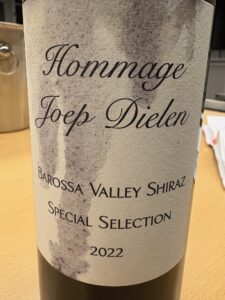 Hommage
Joep Dielen
Barossa Valley Shiraz
Special Selection
2022